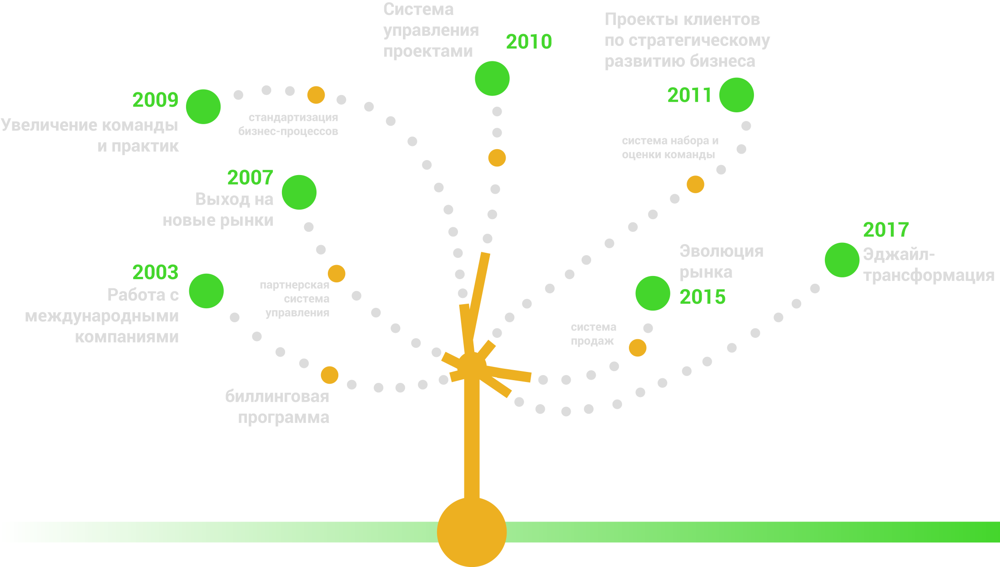 Система
управления
проектами
2010
Проекты клиентов
по стратегическому
развитию бизнеса
2011
2009
Увеличение команды
и практик
стандартизация
бизнес-процессов
система набора и
оценки команды
2007
Выход на
новые рынки
2017
Эджайл-
трансформация
Эволюция
рынка
2015
2003
Работа с
международными
компаниями
партнерская
система
управления
система
продаж
биллинговая
программа